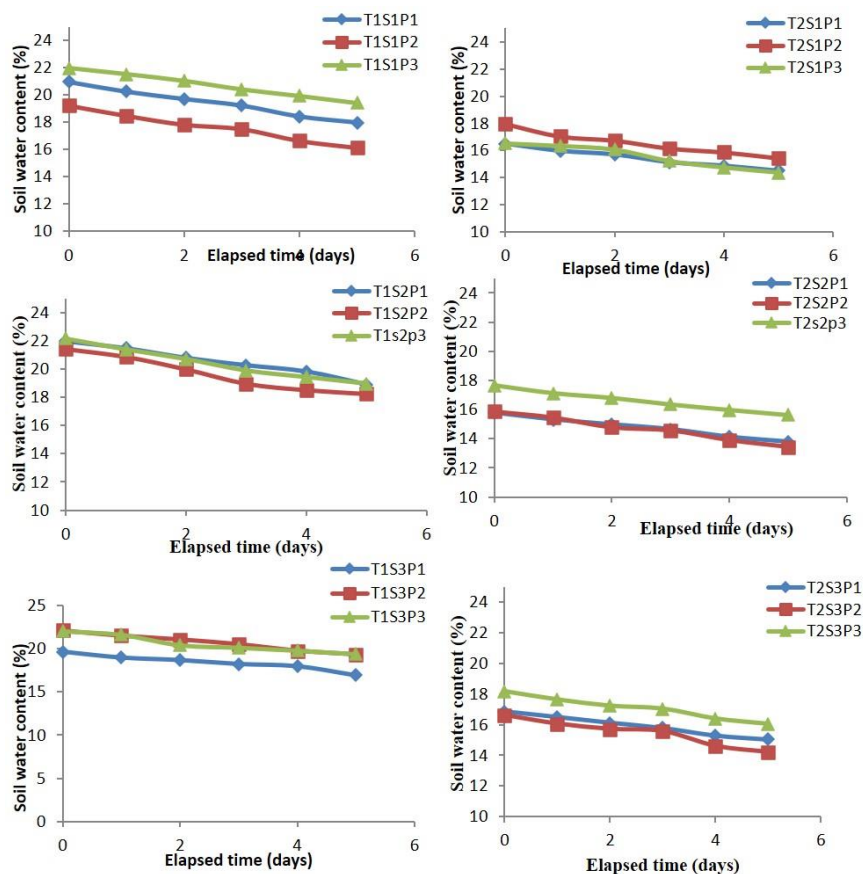 T1S1P1
T1S1P2
T1S1P3
Soil water content (%)
24
22
20
18
16
14
12
10
0
2
4
6
Elapsed time (days)
T2S1P1
T2S1P2
T2S1P3
Soil water content (%)
24
22
20
18
16
14
12
10
0
2
4
6
Elapsed time (days)
T1S2P1
T1S2P2
T1s2p3
Soil water content (%)
24
22
20
18
16
14
12
10
0
2
4
6
Elapsed time (days)
T2S2P1
T2S2P2
T2s2p3
Soil water content (%)
24
22
20
18
16
14
12
10
0
2
4
6
Elapsed time (days)
T1S3P1
T1S3P2
T1S3P3
Soil water content (%)
25
20
15
10
5
0
0
2
4
6
Elapsed time (days)
T2S3P1
T2S3P2
T2S3P3
Soil water content (%)
24
22
20
18
16
14
12
10
0
2
4
6
Elapsed time (days)